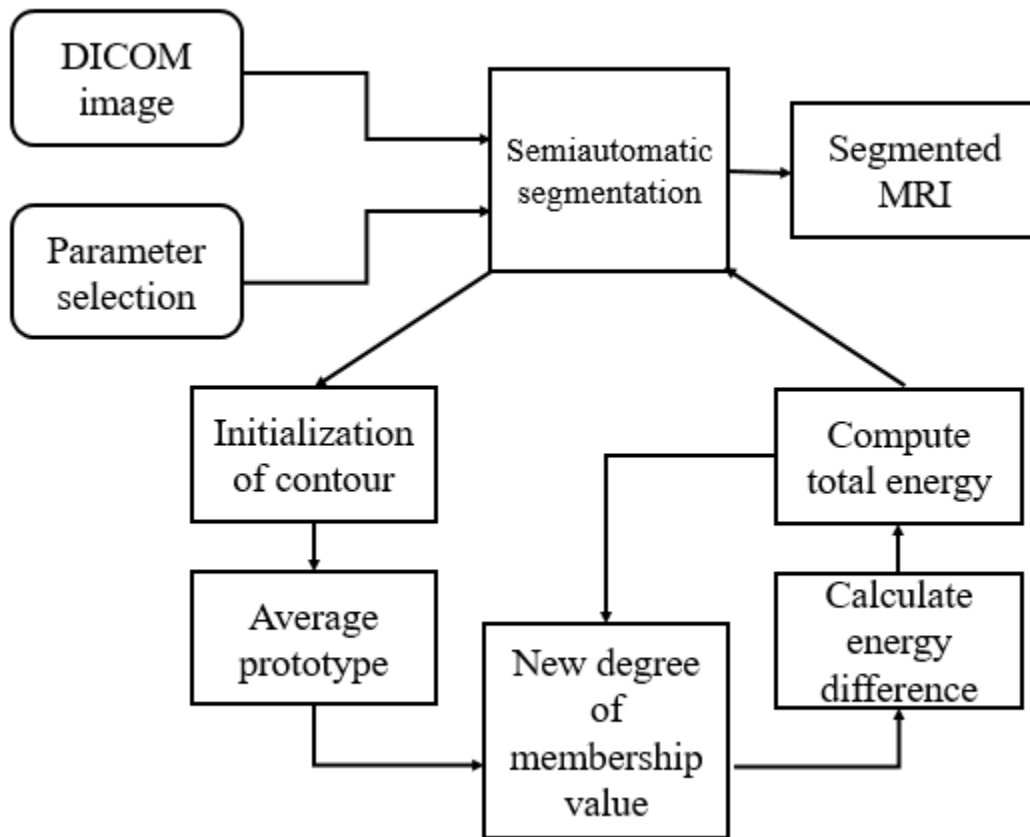 DICOM
image
Semiautomatic
segmentation
Segmented
MRI
Parameter
selection
Initialization
of contour
Compute
total energy
Average
prototype
New degree
of
membership
value
Calculate
energy
difference